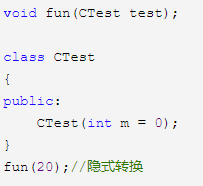 void fun(CTest test);
class CTest
{
public:
    CTest(int m = 0);
}
fun(20);//隐式转换